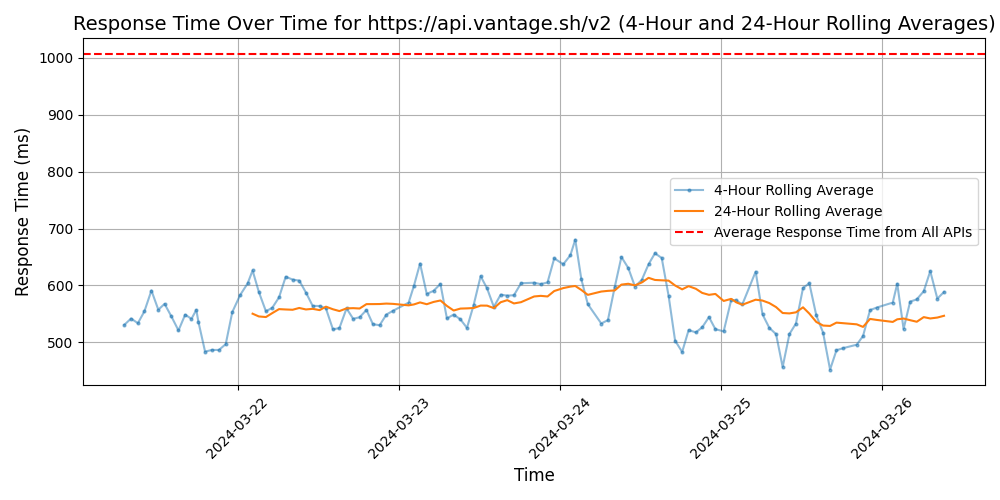 Response Time Over Time for https://api.vantage.sh/v2 (4-Hour and 24-Hour Rolling Averages)
Response Time (ms)
1000
900
800
700
600
500
4-Hour Rolling Average
24-Hour Rolling Average
Average Response Time from All APIs
2024-03-22
2024-03-23
2024-03-24
2024-03-25
2024-03-26
Time